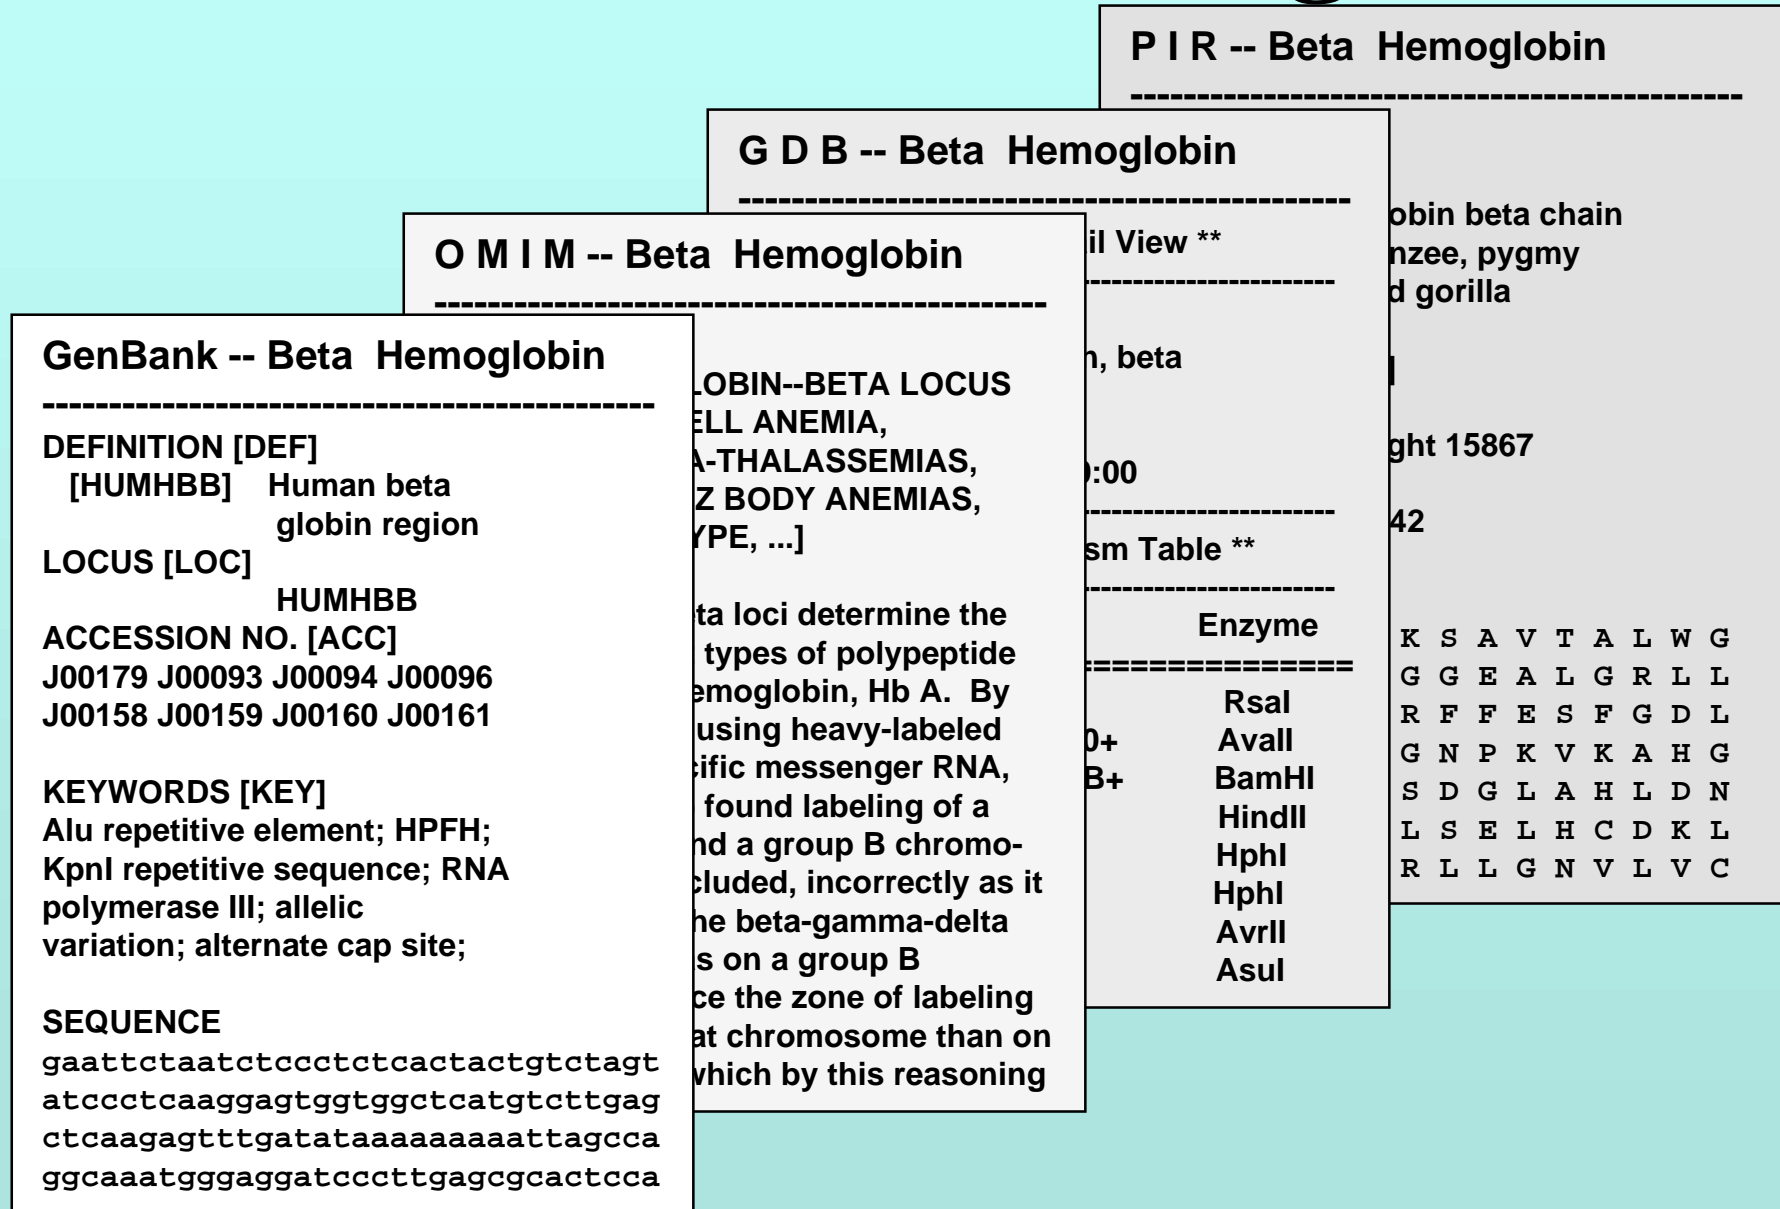 P I R -- Beta Hemoglobin
----------------------------------------------
obin beta chain
nzee, pygmy
d gorilla
ght 15867
42
K S A V T A L W G
G G E A L G R L L
R F F E S F G D L
G N P K V K A H G
S D G L A H L D N
L S E L H C D K L
R L L G N V L V C
G D B -- Beta Hemoglobin
----------------------------------------------
il View **
-----------------------
n, beta
0:00
-----------------------
sm Table **
-----------------------
Enzyme
===============
RsaI
0+ AvaII
B+ BamHI
HindII
HphI
HphI
AvrII
AsuI
O M I M -- Beta Hemoglobin
----------------------------------------------
LOBIN--BETA LOCUS
ELL ANEMIA,
A-THALASSEMIAS,
Z BODY ANEMIAS,
YPE, ...]
ta loci determine the
types of polypeptide
emoglobin, Hb A. By
using heavy-labeled
ific messenger RNA,
found labeling of a
nd a group B chromo-
cluded, incorrectly as it
he beta-gamma-delta
s on a group B
ce the zone of labeling
at chromosome than on
which by this reasoning
GenBank -- Beta Hemoglobin
----------------------------------------------
DEFINITION [DEF]
[HUMHBB] Human beta
globin region
LOCUS [LOC]
HUMHBB
ACCESSION NO. [ACC]
J00179 J00093 J00094 J00096
J00158 J00159 J00160 J00161
KEYWORDS [KEY]
Alu repetitive element; HPFH;
KpnI repetitive sequence; RNA
polymerase III; allelic
variation; alternate cap site;
SEQUENCE
gaattctaatctccctctcactactgtctagt
atccctcaaggagtggtggctcatgtcttgag
ctcaagagtttgatataaaaaaaaattagcca
ggcaaatgggaggatcccttgagcgcactcca